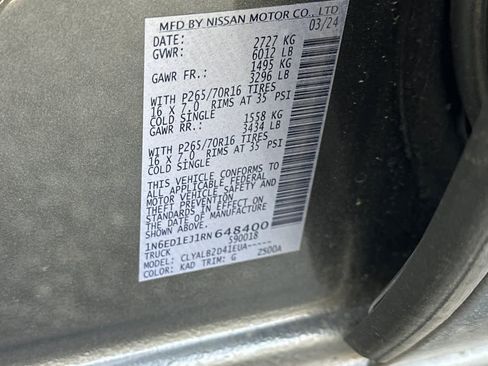 MFD BY NISSAN MOTOR CO., LTD
DATE: 03/24
GVWR: 2727 KG
6012 LB
GAWR FR.: 1495 KG
3296 LB
WITH P265/70R16 TIRES
16 X 7.0 RIMS AT 35 PSI
COLD SINGLE
GAWR RR.: 1558 KG
3434 LB
WITH P265/70R16 TIRES
16 X 7.0 RIMS AT 35 PSI
COLD SINGLE
THIS VEHICLE CONFORMS TO
ALL APPLICABLE FEDERAL
MOTOR VEHICLE SAFETY AND
THEFT PREVENTION
STANDARDS IN EFFECT ON
THE DATE OF MANUFACTURE
SHOWN ABOVE.
1N6ED1EJ1RN648400
TRUCK 590018
MODEL: CLYALB2D41EUA-----
COLOR: KAD TRIM: G 2500A